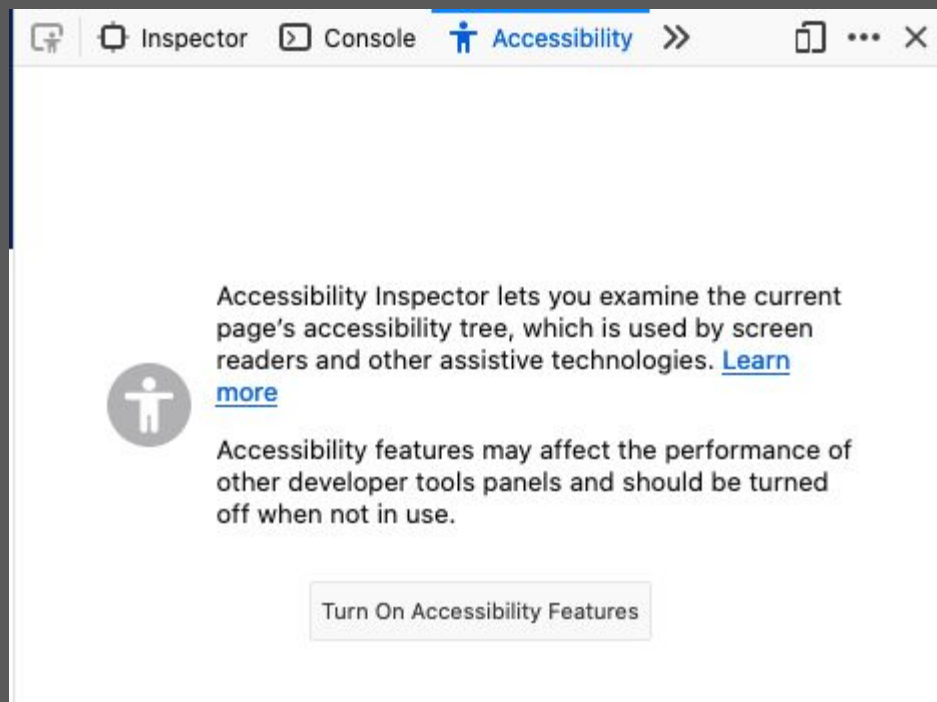 Inspector Console Accessibility
Accessibility Inspector lets you examine the current
page's accessibility tree, which is used by screen
readers and other assistive technologies. Learn
more
Accessibility features may affect the performance of
other developer tools panels and should be turned
off when not in use.
Turn On Accessibility Features